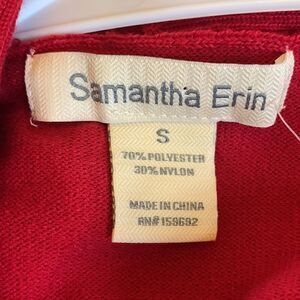 Samantha Erin
S
70% POLYESTER
30% NYLON
MADE IN CHINA
RN# 159692